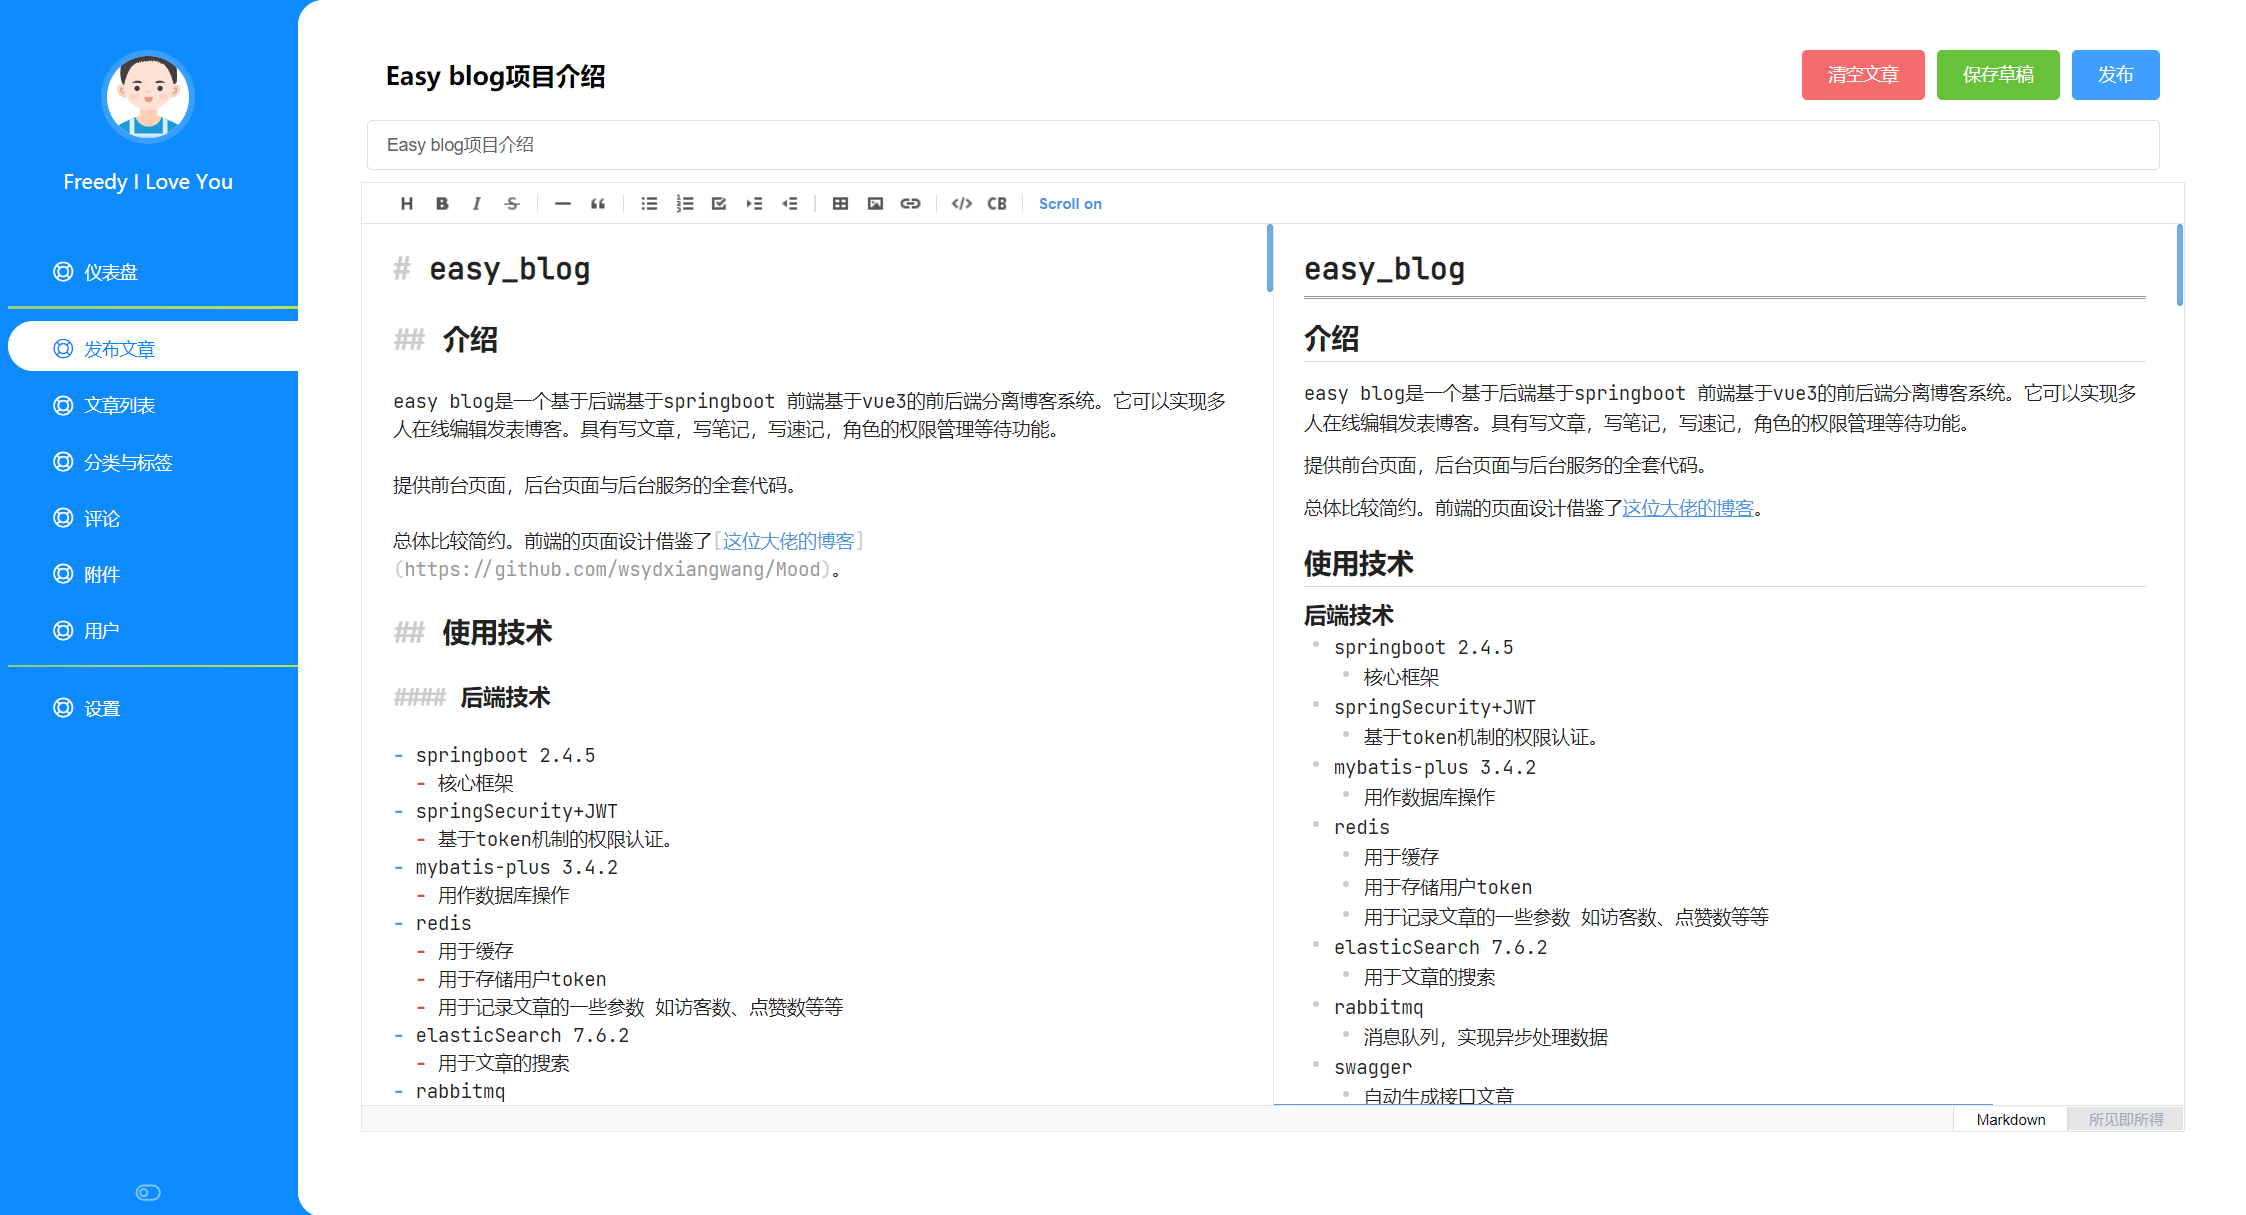 Freedy I Love You
仪表盘
发布文章
文章列表
分类与标签
评论
附件
用户
设置
Easy blog项目介绍
清空文章
保存草稿
发布
Easy blog项目介绍
H B I S CB Scroll on
# easy_blog
## 介绍
easy blog是一个基于后端基于springboot 前端基于vue3的前后端分离博客系统。它可以实现多
人在线编辑发表博客。具有写文章，写笔记，写速记，角色的权限管理等待功能。
提供前台页面，后台页面与后台服务的全套代码。
总体比较简约。前端的页面设计借鉴了[这位大佬的博客]
(https://github.com/wsydxiangwang/Mood)。
## 使用技术
#### 后端技术
- springboot 2.4.5
- 核心框架
- springSecurity+JWT
- 基于token机制的权限认证。
- mybatis-plus 3.4.2
- 用作数据库操作
- redis
- 用于缓存
- 用于存储用户token
- 用于记录文章的一些参数 如访客数、点赞数等等
- elasticSearch 7.6.2
- 用于文章的搜索
- rabbitmq
easy_blog
介绍
easy blog是一个基于后端基于springboot 前端基于vue3的前后端分离博客系统。它可以实现多
人在线编辑发表博客。具有写文章，写笔记，写速记，角色的权限管理等待功能。
提供前台页面，后台页面与后台服务的全套代码。
总体比较简约。前端的页面设计借鉴了这位大佬的博客。
使用技术
后端技术
springboot 2.4.5
核心框架
springSecurity+JWT
基于token机制的权限认证。
mybatis-plus 3.4.2
用作数据库操作
redis
用于缓存
用于存储用户token
用于记录文章的一些参数 如访客数、点赞数等等
elasticSearch 7.6.2
用于文章的搜索
rabbitmq
消息队列，实现异步处理数据
swagger
自动生成接口文章
Markdown
所见即所得